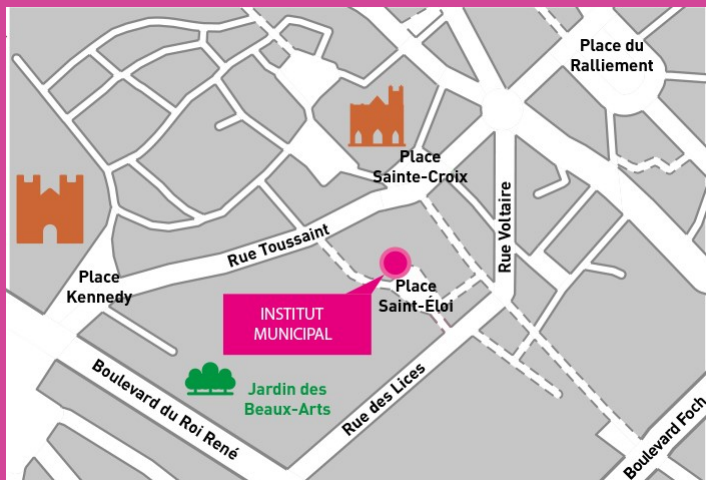 Place du
Ralliement
Place
Sainte-Croix
Rue Toussaint
Rue Voltaire
Place
Kennedy
Place
Saint-Éloi
INSTITUT
MUNICIPAL
Boulevard du Roi René
Jardin des
Beaux-Arts
Rue des Lices
Boulevard Foch